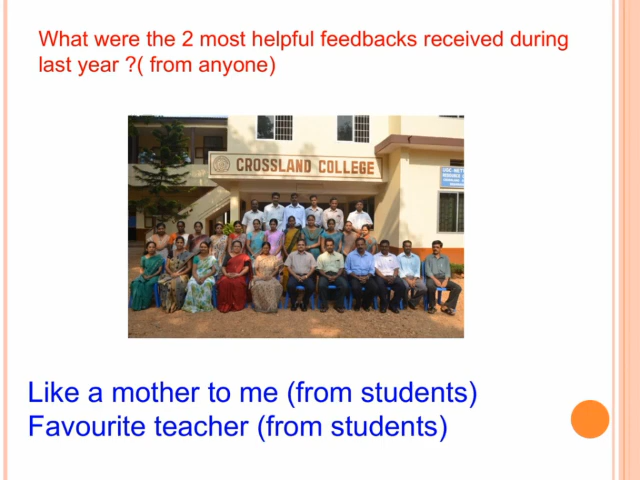 What were the 2 most helpful feedbacks received during
last year ?( from anyone)
CROSSLAND COLLEGE
Like a mother to me (from students)
Favourite teacher (from students)